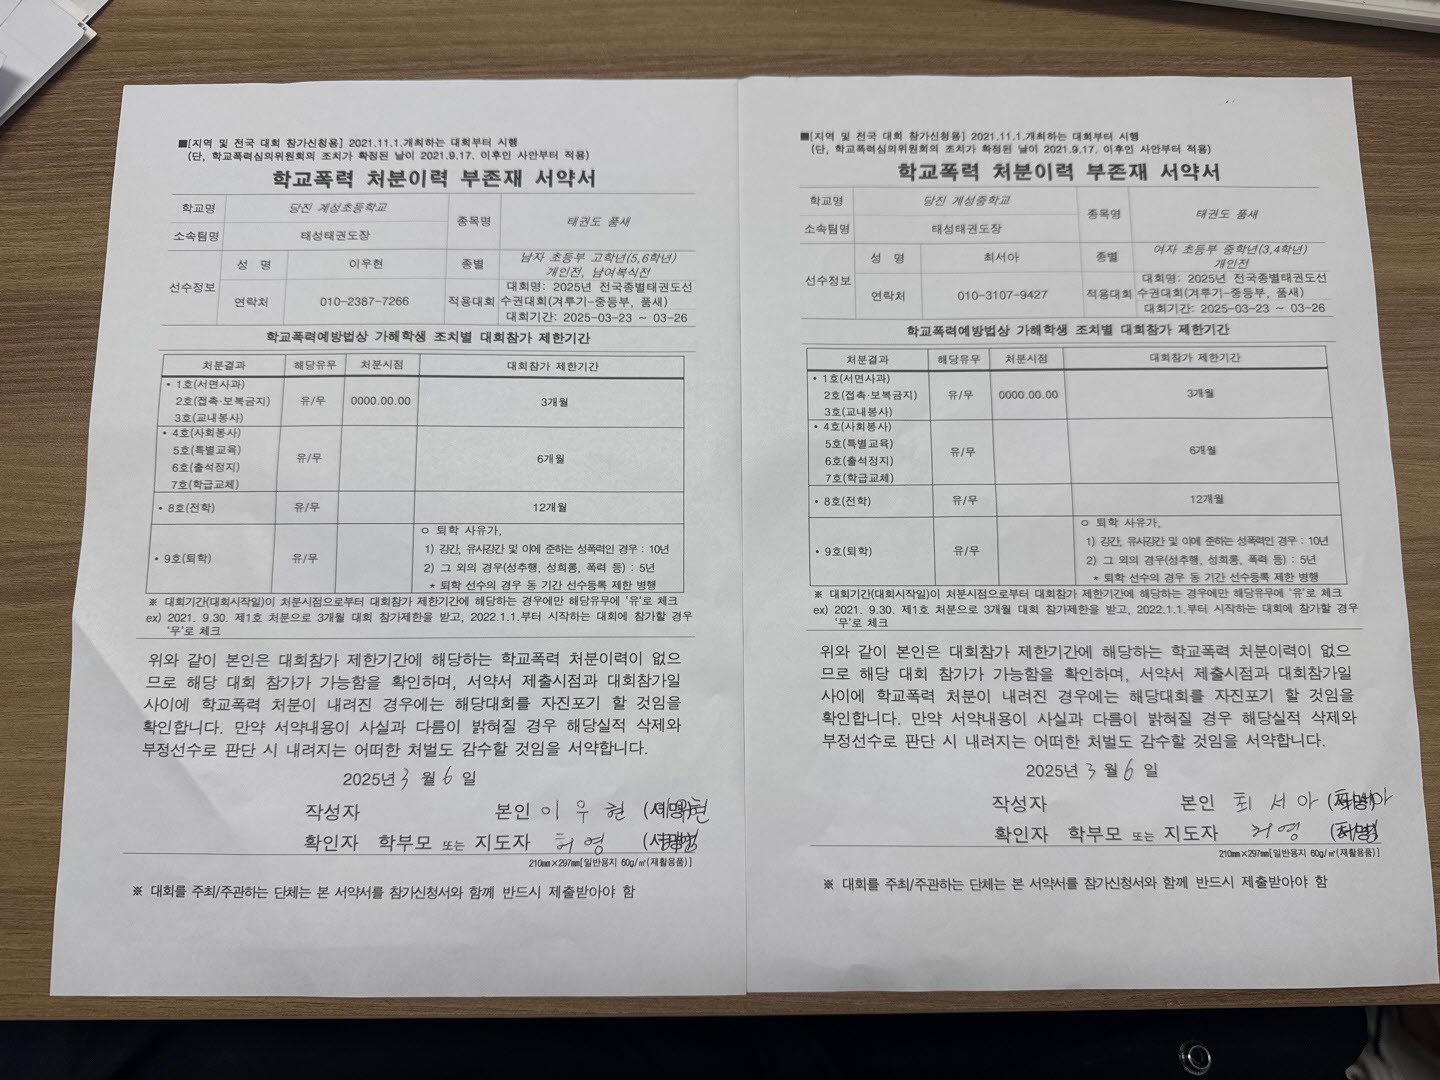 ■[지역 및 전국 대회 참가신청용] 2021.11.1.개최하는 대회부터 시행
(단, 학교폭력심의위원회의 조치가 확정된 날이 2021.9.17. 이후인 사안부터 적용)
학교폭력 처분이력 부존재 서약서
학교명 당진 계성초등학교 종목명 태권도 품새
소속팀명 태성태권도장
선수정보 성 명 이우현 종별 남자 초등부 고학년(5,6학년)
개인전, 남여복식전
연락처 010-2387-7266 적용대회 대회명: 2025년 전국종별태권도선
수권대회(겨루기-중등부, 품새)
대회기간: 2025-03-23 ~ 03-26
학교폭력예방법상 가해학생 조치별 대회참가 제한기간
처분결과 해당유무 처분시점 대회참가 제한기간
• 1호(서면사과)
2호(접촉·보복금지) 유/무 0000.00.00 3개월
3호(교내봉사)
• 4호(사회봉사)
5호(특별교육)
유/무 6개월
6호(출석정지)
7호(학급교체)
• 8호(전학) 유/무 12개월
• 9호(퇴학) 유/무 ○ 퇴학 사유가,
1) 강간, 유사강간 및 이에 준하는 성폭력인 경우 : 10년
2) 그 외의 경우(성추행, 성희롱, 폭력 등) : 5년
* 퇴학 선수의 경우 동 기간 선수등록 제한 병행
※ 대회기간(대회시작일)이 처분시점으로부터 대회참가 제한기간에 해당하는 경우에만 해당유무에 '유'로 체크
ex) 2021. 9.30. 제1호 처분으로 3개월 대회 참가제한을 받고, 2022.1.1.부터 시작하는 대회에 참가할 경우
'무'로 체크
위와 같이 본인은 대회참가 제한기간에 해당하는 학교폭력 처분이력이 없으
므로 해당 대회 참가가 가능함을 확인하며, 서약서 제출시점과 대회참가일
사이에 학교폭력 처분이 내려진 경우에는 해당대회를 자진포기 할 것임을
확인합니다. 만약 서약내용이 사실과 다름이 밝혀질 경우 해당실적 삭제와
부정선수로 판단 시 내려지는 어떠한 처벌도 감수할 것임을 서약합니다.
2025년 3 월 6 일
작성자 본인 이우현 (서명)
확인자 학부모 또는 지도자 허영 (서명)
210㎜×297㎜[일반용지 60g/㎡(재활용품)]
※ 대회를 주최/주관하는 단체는 본 서약서를 참가신청서와 함께 반드시 제출받아야 함
■[지역 및 전국 대회 참가신청용] 2021.11.1.개최하는 대회부터 시행
(단, 학교폭력심의위원회의 조치가 확정된 날이 2021.9.17. 이후인 사안부터 적용)
학교폭력 처분이력 부존재 서약서
학교명 당진 계성중학교 종목명 태권도 품새
소속팀명 태성태권도장
선수정보 성 명 최서아 종별 여자 초등부 중학년(3,4학년)
개인전
연락처 010-3107-9427 적용대회 대회명: 2025년 전국종별태권도선
수권대회(겨루기-중등부, 품새)
대회기간: 2025-03-23 ~ 03-26
학교폭력예방법상 가해학생 조치별 대회참가 제한기간
처분결과 해당유무 처분시점 대회참가 제한기간
• 1호(서면사과)
2호(접촉·보복금지) 유/무 0000.00.00 3개월
3호(교내봉사)
• 4호(사회봉사)
5호(특별교육)
유/무 6개월
6호(출석정지)
7호(학급교체)
• 8호(전학) 유/무 12개월
• 9호(퇴학) 유/무 ○ 퇴학 사유가,
1) 강간, 유사강간 및 이에 준하는 성폭력인 경우 : 10년
2) 그 외의 경우(성추행, 성희롱, 폭력 등) : 5년
* 퇴학 선수의 경우 동 기간 선수등록 제한 병행
※ 대회기간(대회시작일)이 처분시점으로부터 대회참가 제한기간에 해당하는 경우에만 해당유무에 '유'로 체크
ex) 2021. 9.30. 제1호 처분으로 3개월 대회 참가제한을 받고, 2022.1.1.부터 시작하는 대회에 참가할 경우
'무'로 체크
위와 같이 본인은 대회참가 제한기간에 해당하는 학교폭력 처분이력이 없으
므로 해당 대회 참가가 가능함을 확인하며, 서약서 제출시점과 대회참가일
사이에 학교폭력 처분이 내려진 경우에는 해당대회를 자진포기 할 것임을
확인합니다. 만약 서약내용이 사실과 다름이 밝혀질 경우 해당실적 삭제와
부정선수로 판단 시 내려지는 어떠한 처벌도 감수할 것임을 서약합니다.
2025년 3 월 6 일
작성자 본인 최서아 (서명)
확인자 학부모 또는 지도자 허영 (서명)
210㎜×297㎜[일반용지 60g/㎡(재활용품)]
※ 대회를 주최/주관하는 단체는 본 서약서를 참가신청서와 함께 반드시 제출받아야 함